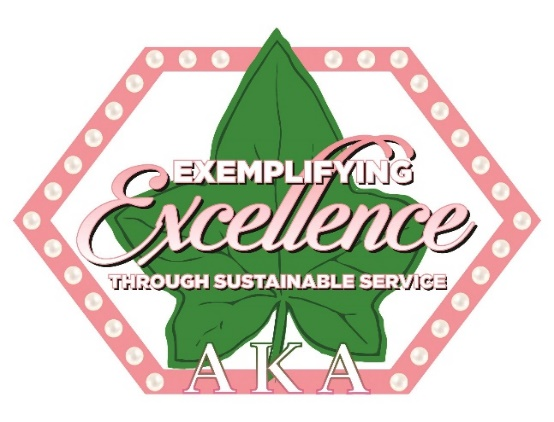 EXEMPLIFYING
Excellence
THROUGH SUSTAINABLE SERVICE
AKA